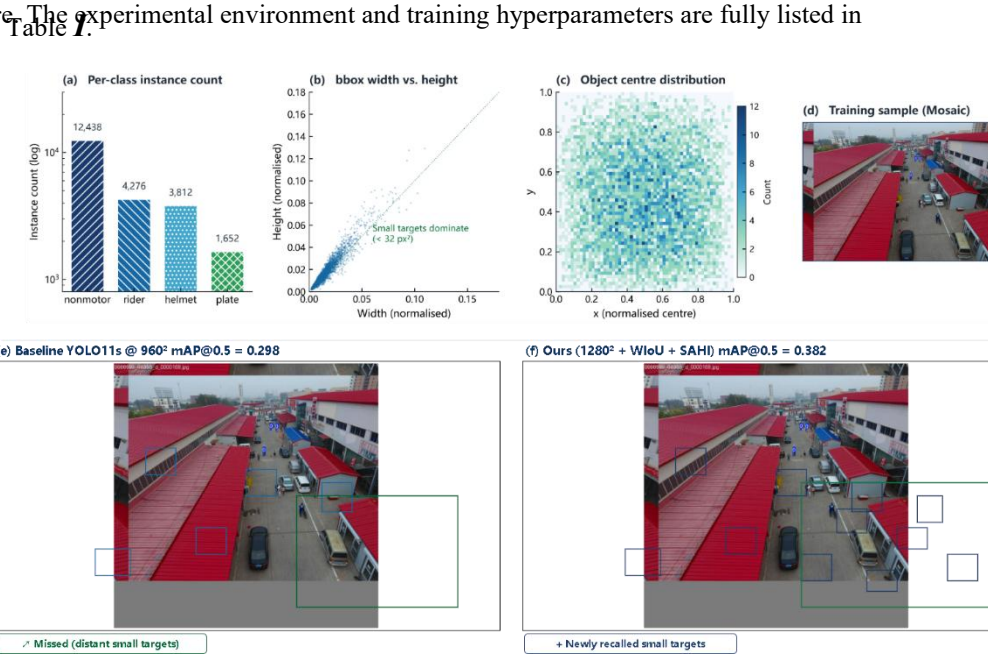 re. The experimental environment and training hyperparameters are fully listed in
Table 1.
(a) Per-class instance count
(b) bbox width vs. height
(c) Object centre distribution
(d) Training sample (Mosaic)
Instance count (log)
10⁴
10³
12,438
4,276
3,812
1,652
nonmotor rider helmet plate
Height (normalised)
0.18
0.16
0.14
0.12
0.10
0.08
0.06
0.04
0.02
0.00
Small targets dominate
(< 32 px²)
0.00 0.05 0.10 0.15
Width (normalised)
y
1.0
0.8
0.6
0.4
0.2
0.0
0.0 0.2 0.4 0.6 0.8 1.0
x (normalised centre)
12
10
8
6
4
2
0
Count
e) Baseline YOLO11s @ 960² mAP@0.5 = 0.298
(f) Ours (1280² + WIoU + SAHI) mAP@0.5 = 0.382
↗ Missed (distant small targets)
+ Newly recalled small targets